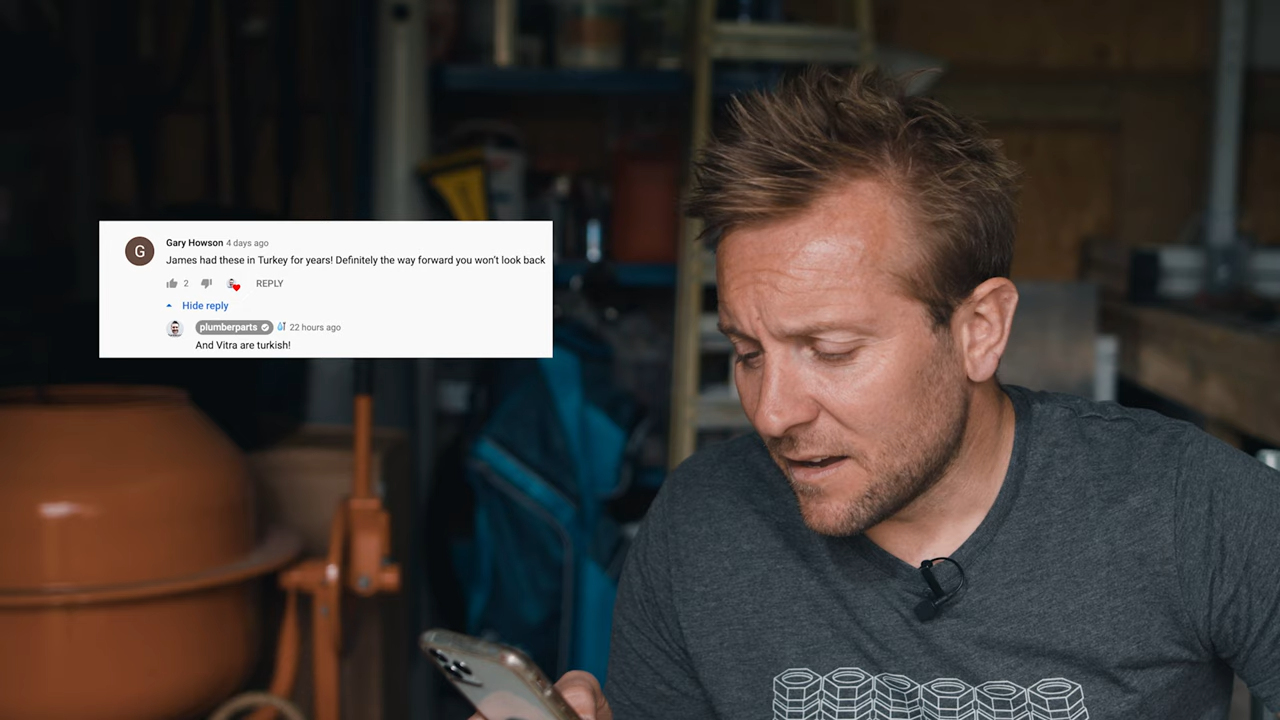 G
Gary Howson 4 days ago
James had these in Turkey for years! Definitely the way forward you won't look back
2 REPLY
Hide reply
plumberparts 22 hours ago
And Vitra are turkish!